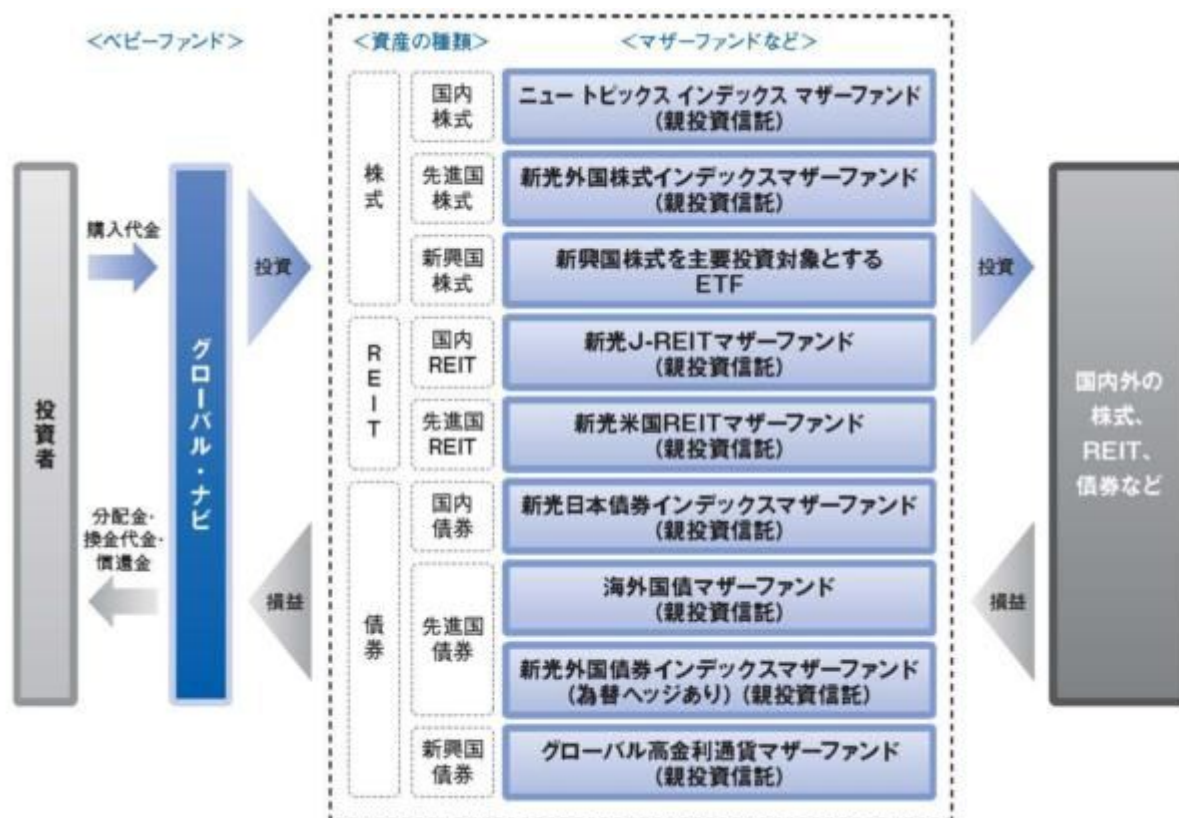 <ベビーファンド>
<資産の種類>
<マザーファンドなど>
投資者
購入代金
分配金・
換金代金・
償還金
グローバル・ナビ
投資
損益
株式
国内
株式
ニュー トピックス インデックス マザーファンド
(親投資信託)
先進国
株式
新光外国株式インデックスマザーファンド
(親投資信託)
新興国
株式
新興国株式を主要投資対象とする
ETF
REIT
国内
REIT
新光J-REITマザーファンド
(親投資信託)
先進国
REIT
新光米国REITマザーファンド
(親投資信託)
債券
国内
債券
新光日本債券インデックスマザーファンド
(親投資信託)
先進国
債券
海外国債マザーファンド
(親投資信託)
新光外国債券インデックスマザーファンド
(為替ヘッジあり)(親投資信託)
新興国
債券
グローバル高金利通貨マザーファンド
(親投資信託)
投資
損益
国内外の
株式、
REIT、
債券など